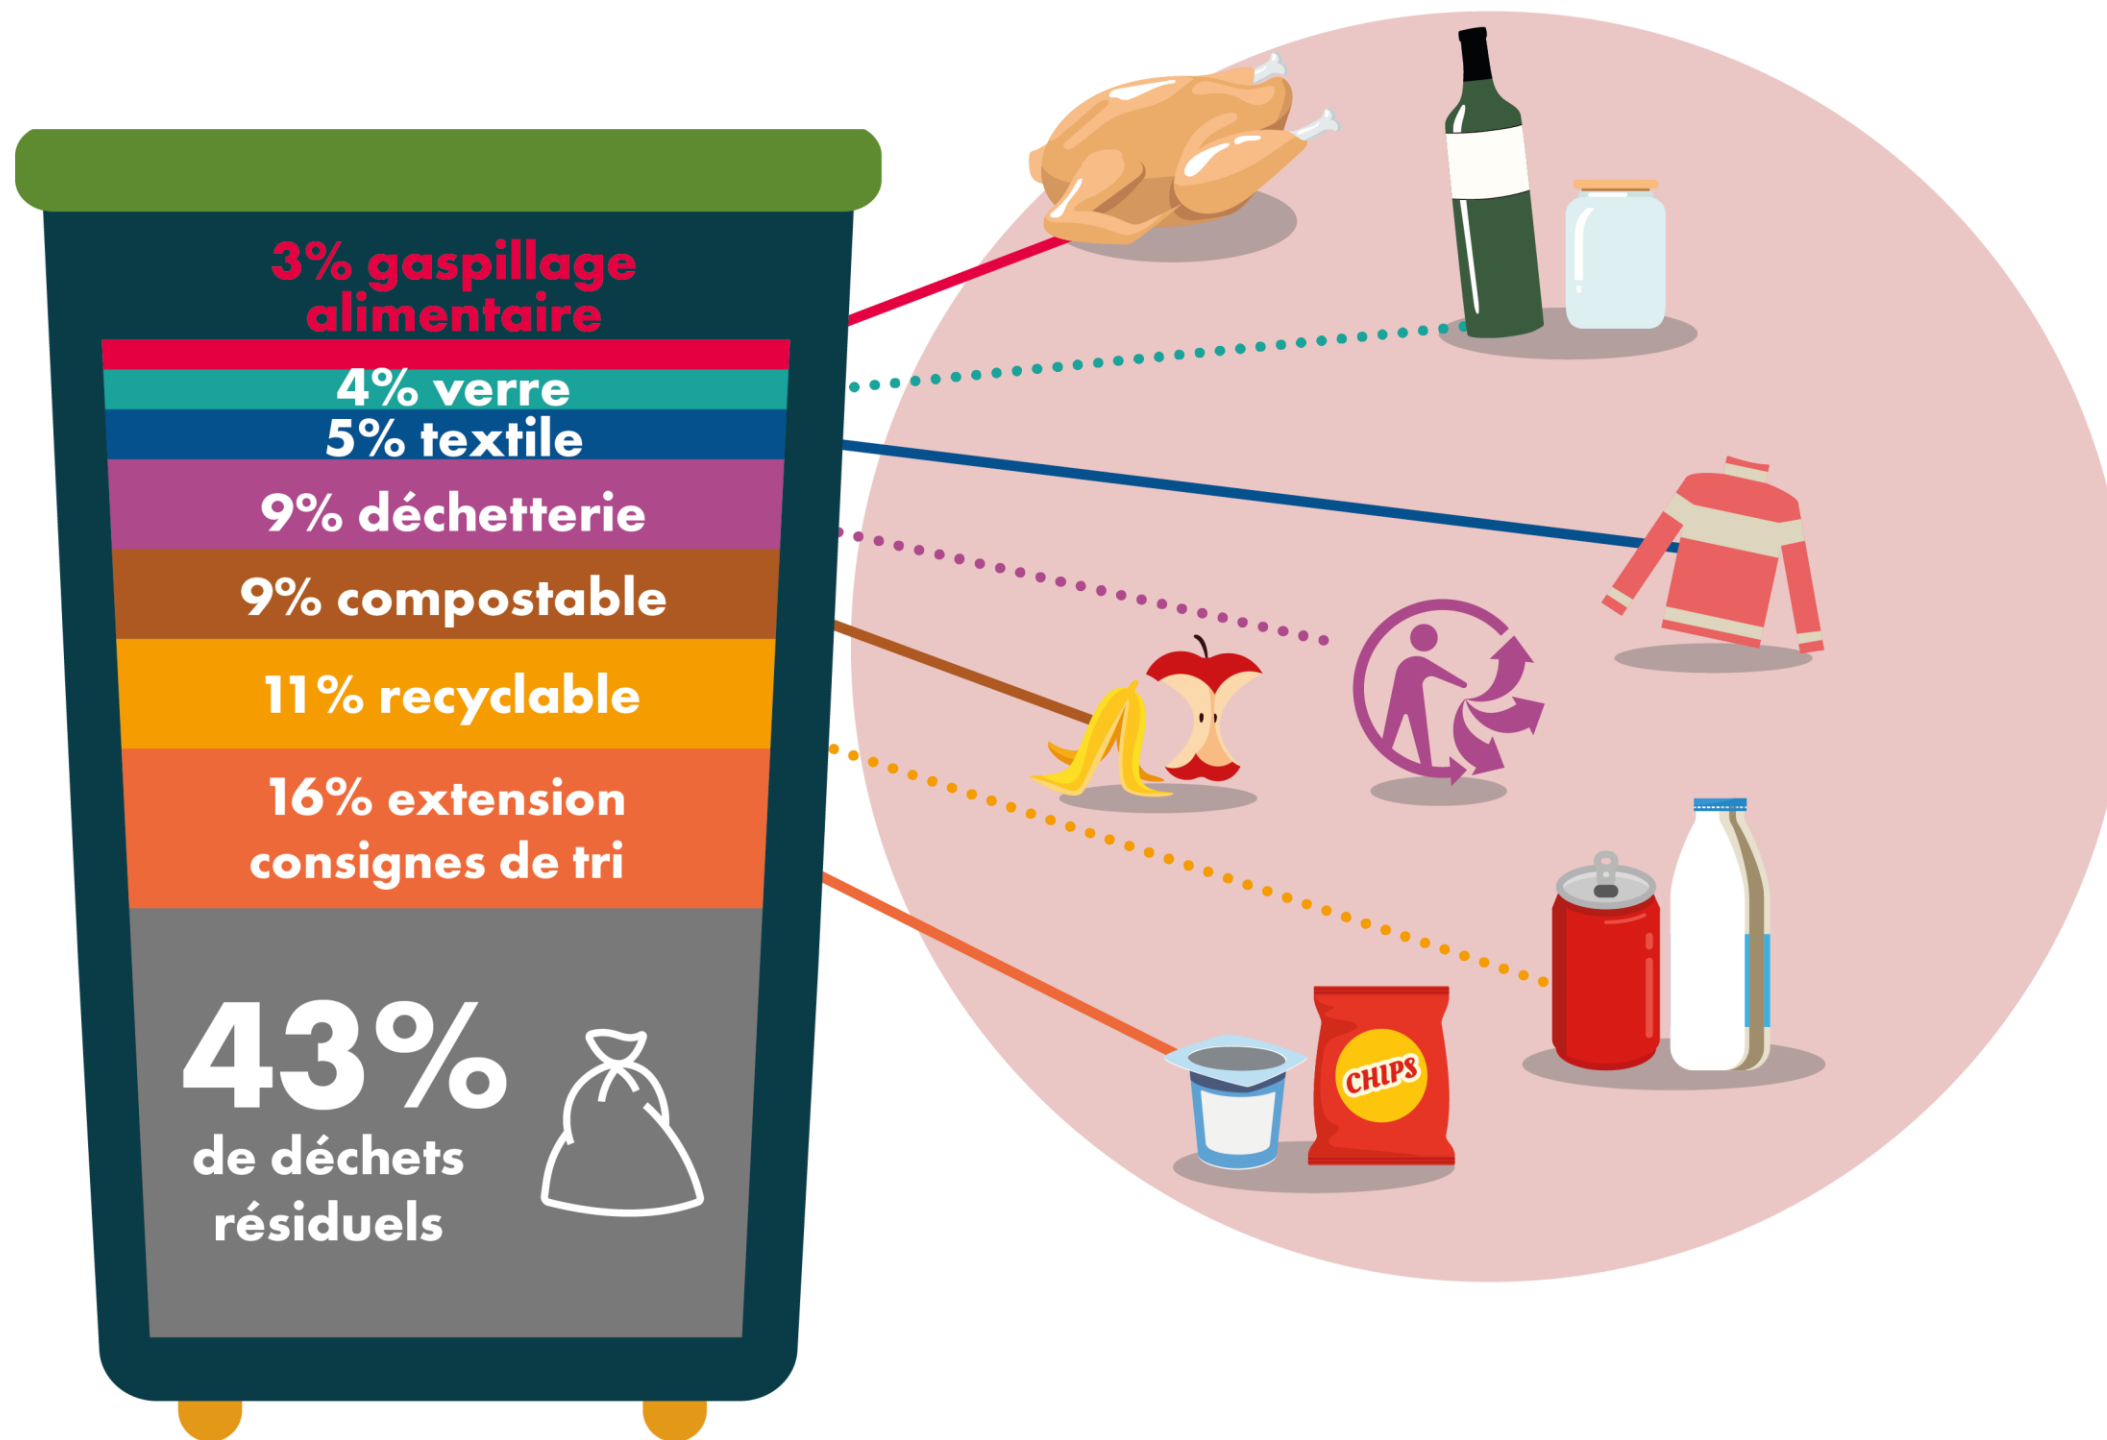 3% gaspillage
alimentaire
4% verre
5% textile
9% déchetterie
9% compostable
11% recyclable
16% extension
consignes de tri
43%
de déchets
résiduels
CHIPS